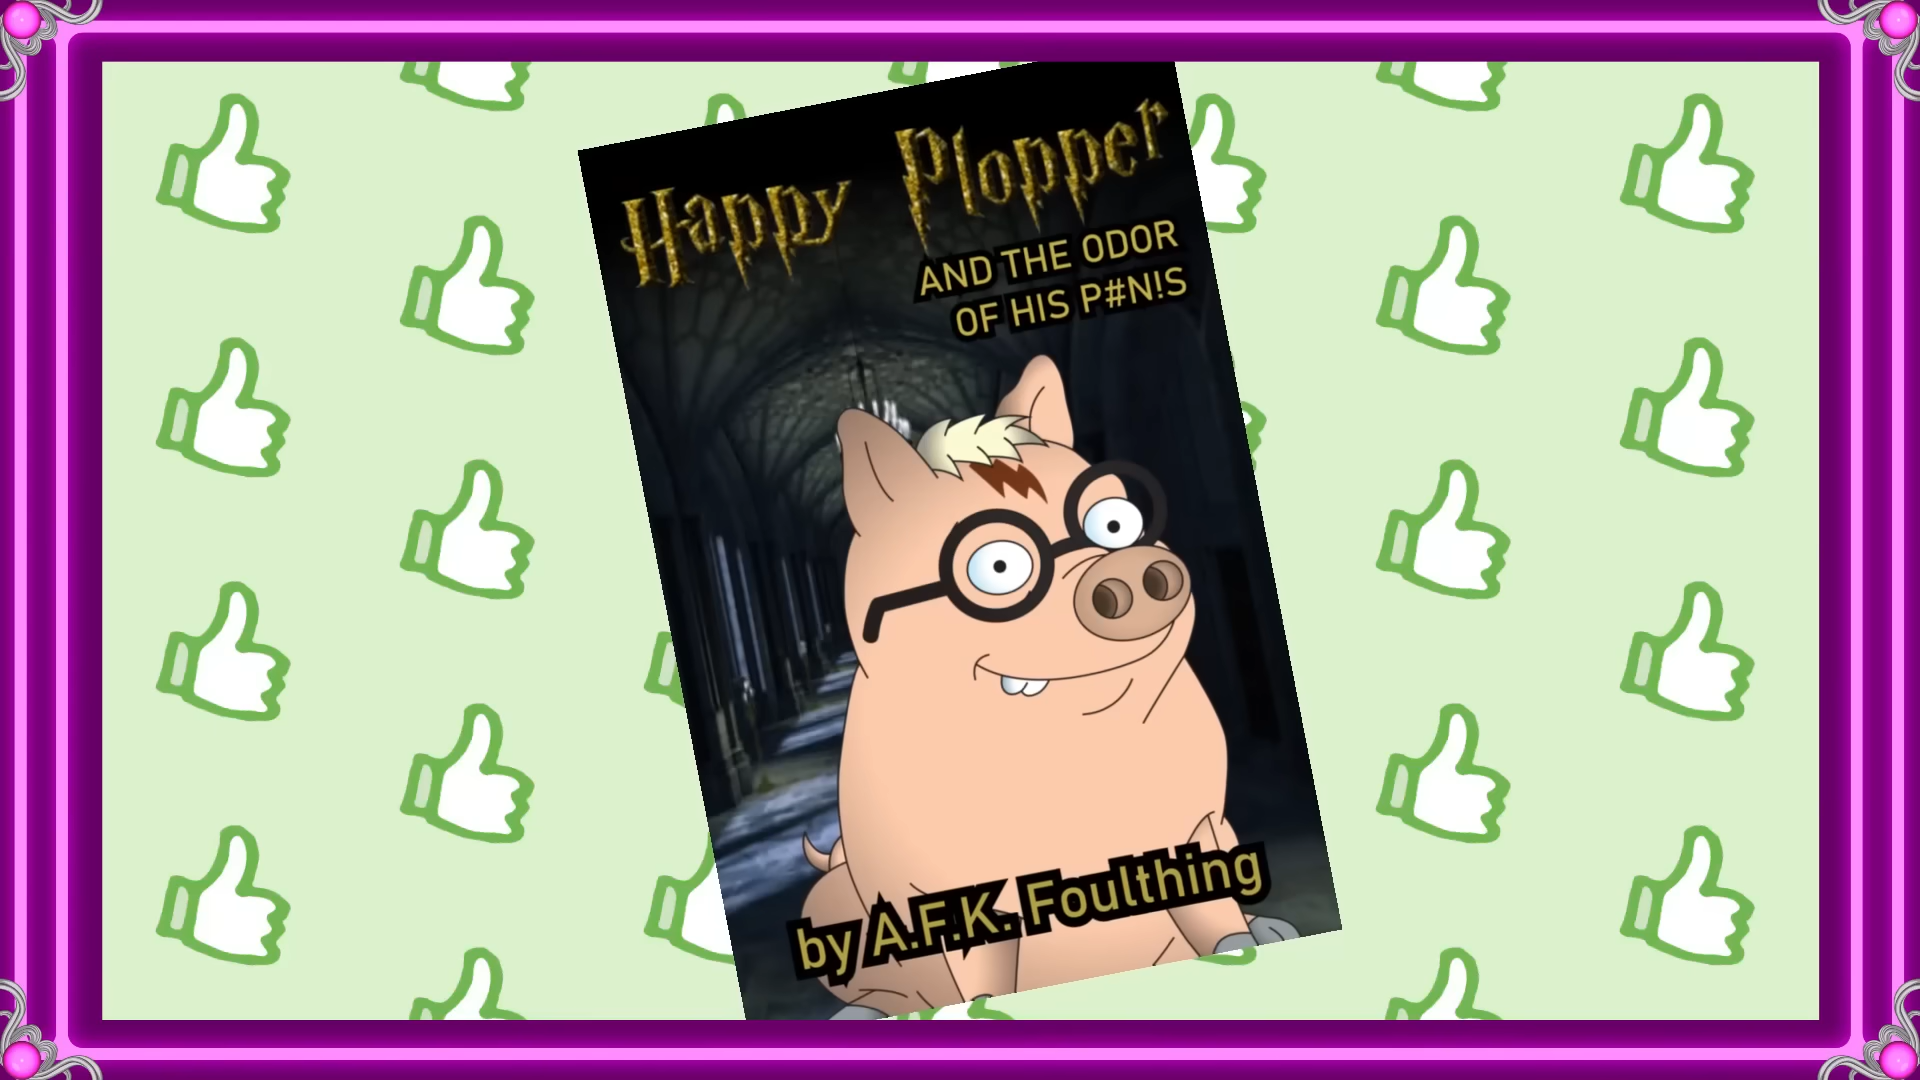 Happy Plopper
AND THE ODOR
OF HIS P#N!S
by A.F.K. Foulthing